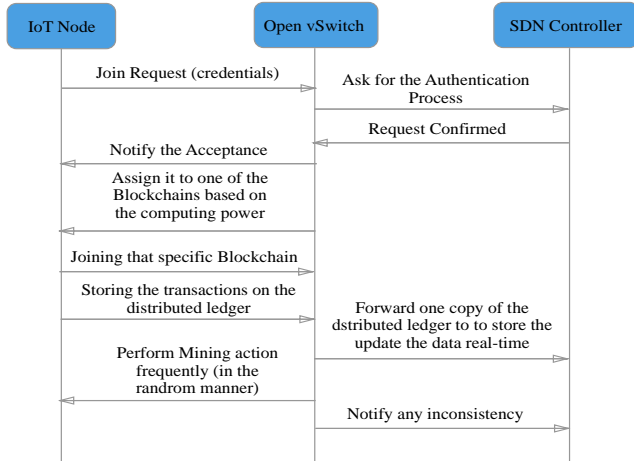 IoT Node
Open vSwitch
SDN Controller
Join Request (credentials)
Ask for the Authentication
Process
Request Confirmed
Notify the Acceptance
Assign it to one of the
Blockchains based on
the computing power
Joining that specific Blockchain
Storing the transactions on the
distributed ledger
Forward one copy of the
dstributed ledger to to store the
update the data real-time
Perform Mining action
frequently (in the
randrom manner)
Notify any inconsistency